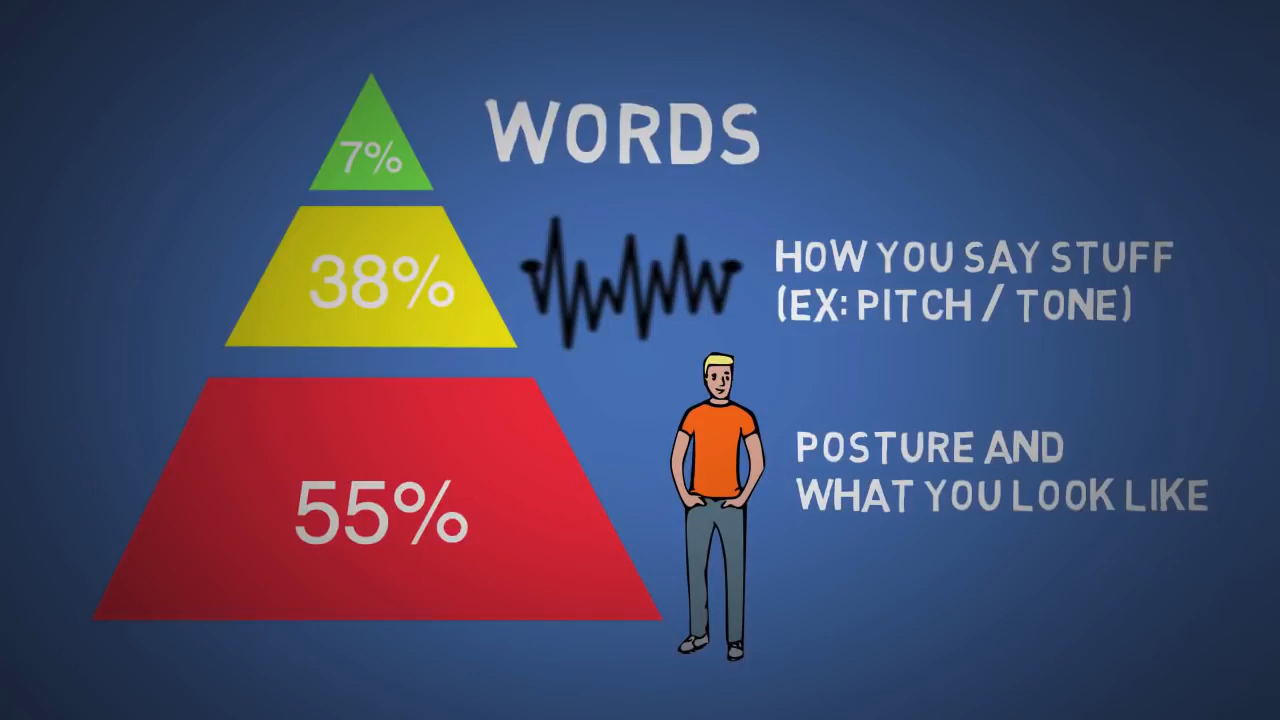 7%
WORDS
38%
HOW YOU SAY STUFF
(EX: PITCH / TONE)
55%
POSTURE AND
WHAT YOU LOOK LIKE